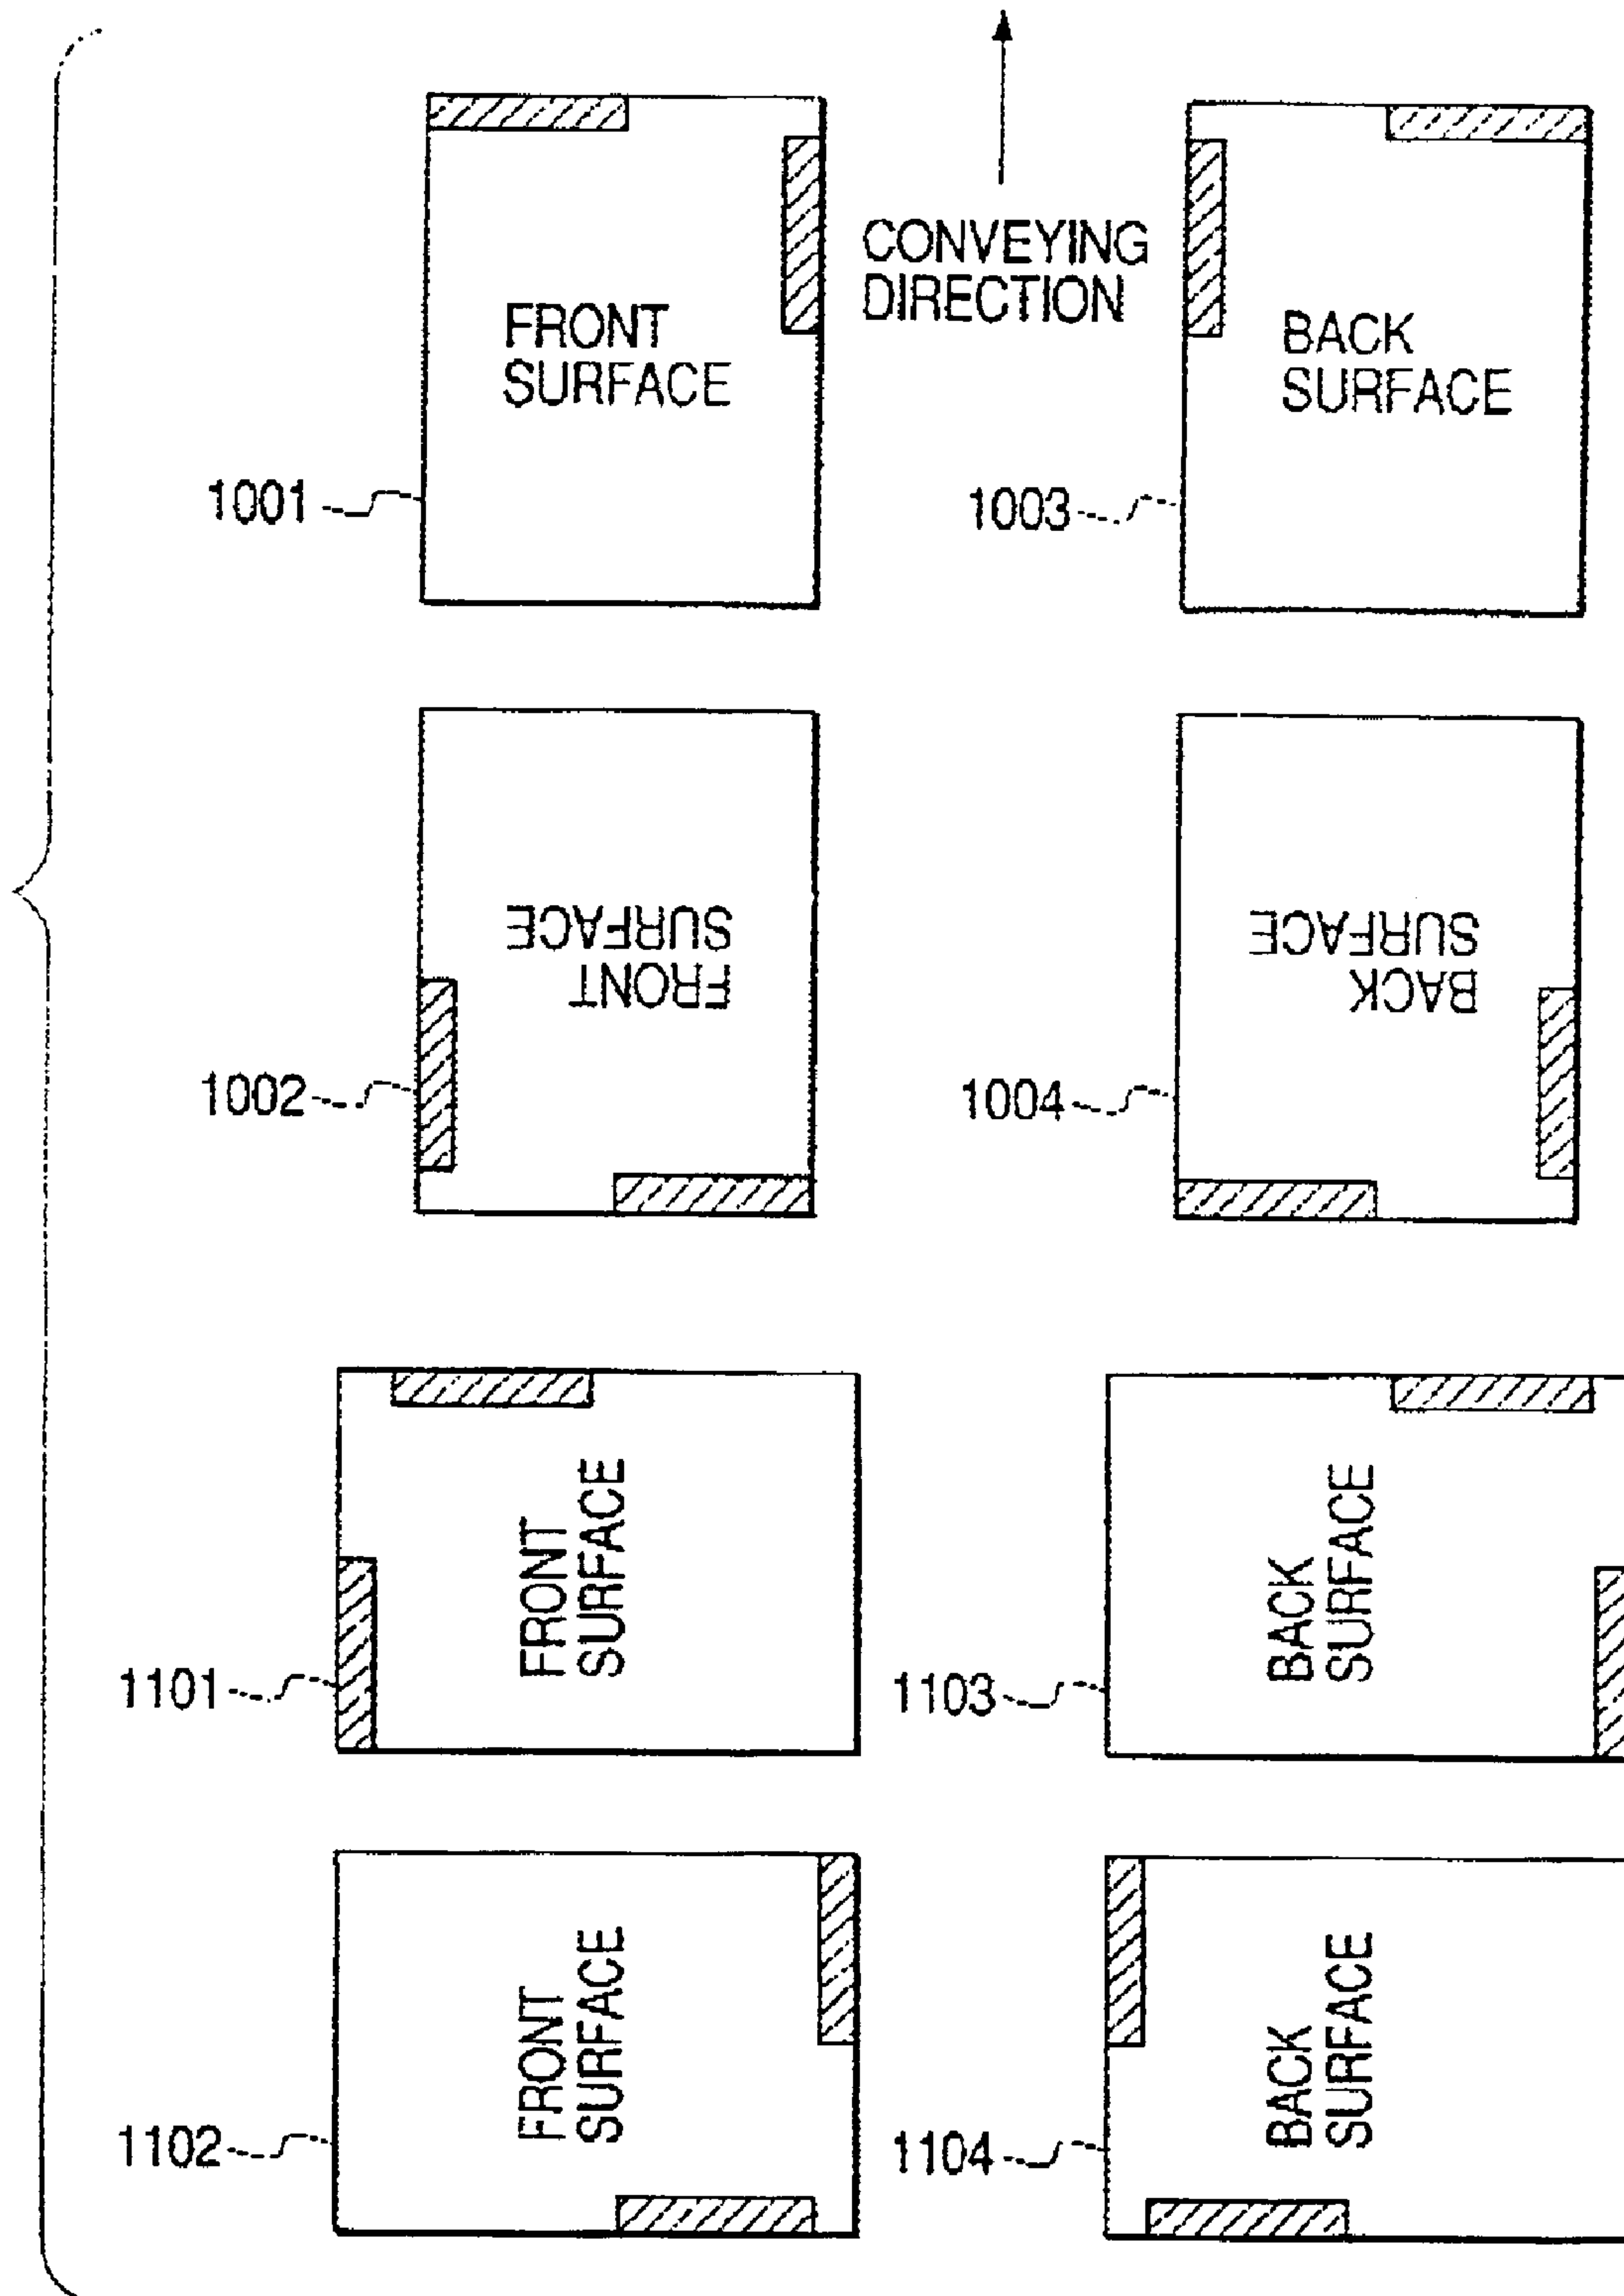 CONVEYING
DIRECTION
FRONT
SURFACE
1001
BACK
SURFACE
1003
FRONT
SURFACE
1002
BACK
SURFACE
1004
FRONT
SURFACE
1101
BACK
SURFACE
1103
FRONT
SURFACE
1102
BACK
SURFACE
1104